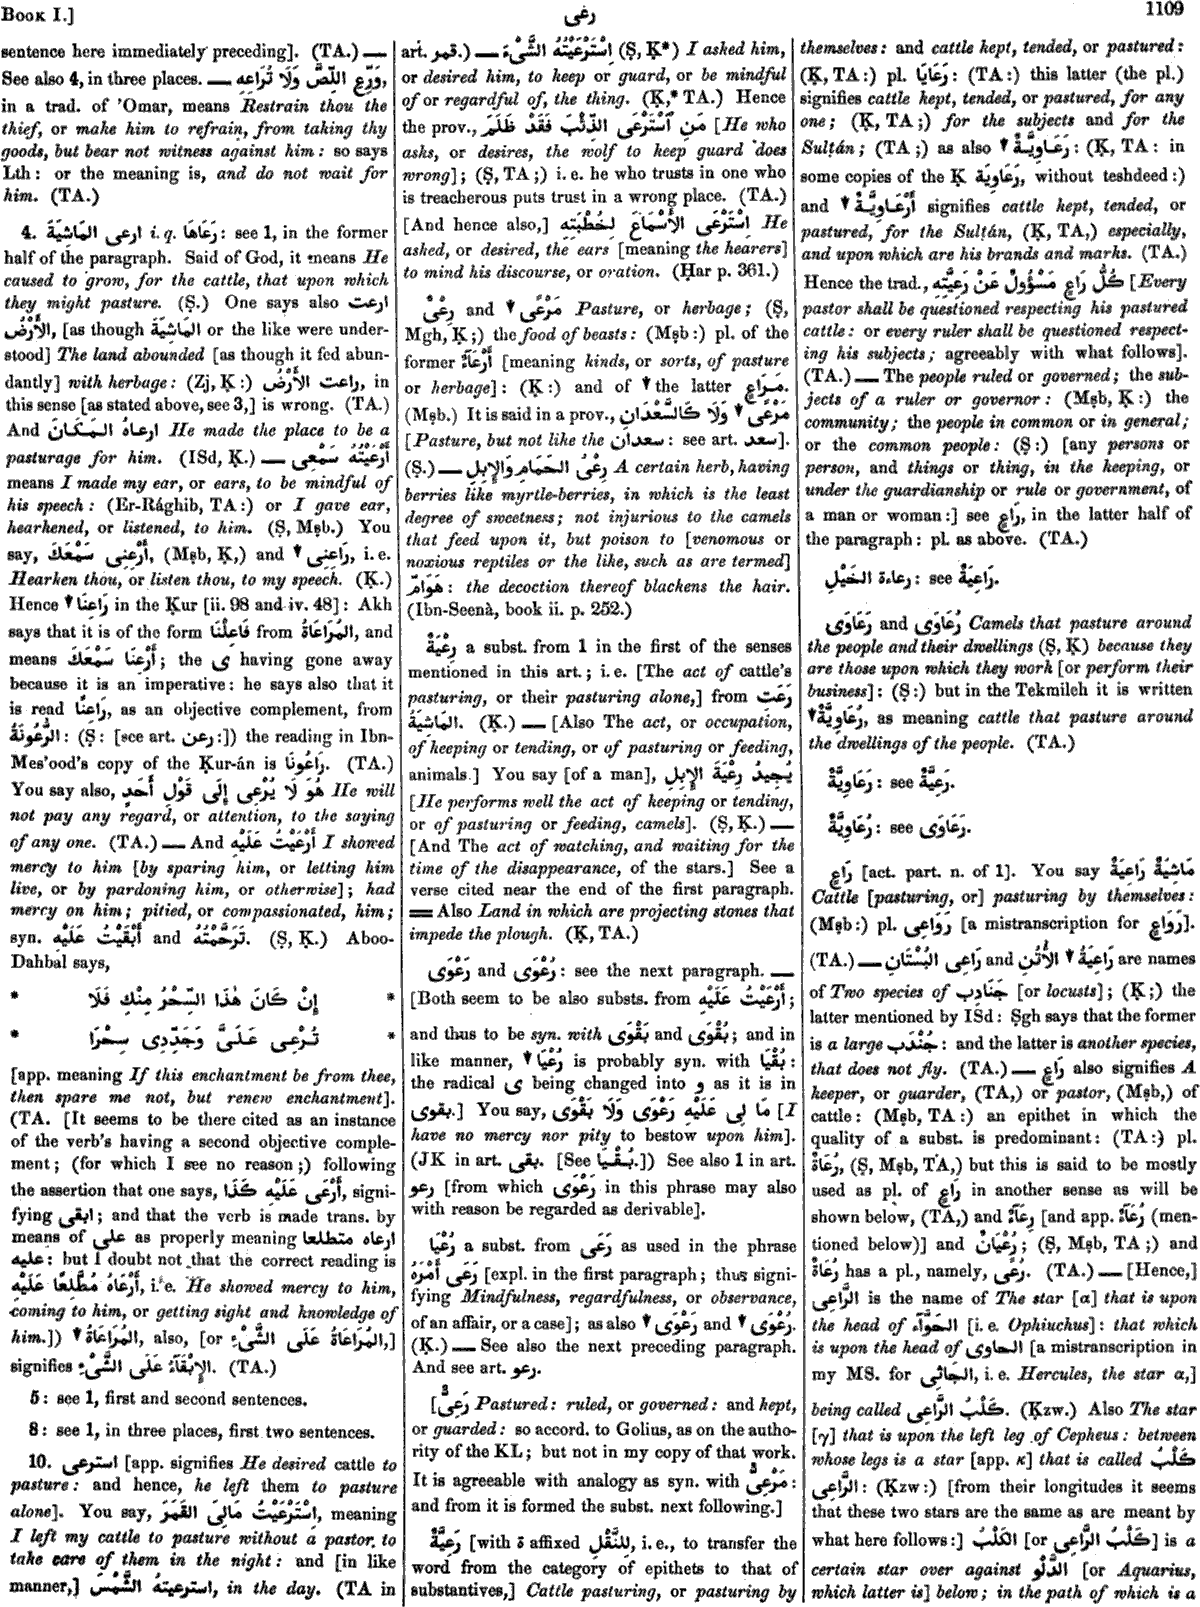 BOOK I.]
رعى
1109
sentence here immediately preceding]. (TA.) —
See also 4, in three places. — وَرِّعِ اللِّصَّ وَلَا تُرَاعِهِ,
in a trad. of 'Omar, means Restrain thou the
thief, or make him to refrain, from taking thy
goods, but bear not witness against him: so says
Lth: or the meaning is, and do not wait for
him. (TA.)
4. ارعى المَاشِيَةَ i. q. رَعَاهَا: see 1, in the former
half of the paragraph. Said of God, it means He
caused to grow, for the cattle, that upon which
they might pasture. (Ṣ.) One says also ارعت
الأَرْضُ, [as though المَاشِيَةَ or the like were under-
stood] The land abounded [as though it fed abun-
dantly] with herbage: (Zj, Ḳ:) راعت الأَرْضُ, in
this sense [as stated above, see 3,] is wrong. (TA.)
And ارعاهُ المَكَانَ He made the place to be a
pasturage for him. (ISd, Ḳ.) — أَرْعَيْتُهُ سَمْعِى
means I made my ear, or ears, to be mindful of
his speech: (Er-Rághib, TA:) or I gave ear,
hearkened, or listened, to him. (Ṣ, Mṣb.) You
say, أَرْعِنِى سَمْعَكَ, (Mṣb, Ḳ,) and ▼ رَاعِنِى, i. e.
Hearken thou, or listen thou, to my speech. (Ḳ.)
Hence ▼ رَاعِنَا in the Ḳur [ii. 98 and iv. 48]: Akh
says that it is of the form فَاعِلْنَا from المُرَاعَاةُ, and
means أَرْعِنَا سَمْعَكَ; the ى having gone away
because it is an imperative: he says also that it
is read رَاعِنًا, as an objective complement, from
الرُّعُونَةُ: (Ṣ: [see art. رعن:]) the reading in Ibn-
Mes'ood's copy of the Ḳur-án is رَاعُونَا. (TA.)
You say also, هُوَ لَا يُرْعِى إِلَى قَوْلِ أَحَدٍ He will
not pay any regard, or attention, to the saying
of any one. (TA.) — And أَرْعَيْتُ عَلَيْهِ I showed
mercy to him [by sparing him, or letting him
live, or by pardoning him, or otherwise]; had
mercy on him; pitied, or compassionated, him;
syn. أَبْقَيْتُ عَلَيْهِ and تَرَحَّمْتُهُ. (Ṣ, Ḳ.) Aboo-
Dahbal says,
* إِنْ كَانَ هٰذَا السِّحْرُ مِنْكِ فَلَا *
* تُرْعِى عَلَىَّ وَجَدِّدِى سِحْرَا *
[app. meaning If this enchantment be from thee,
then spare me not, but renew enchantment].
(TA. [It seems to be there cited as an instance
of the verb's having a second objective comple-
ment; (for which I see no reason;) following
the assertion that one says, أَرْعَى عَلَيْهِ كَذَا, signi-
fying ابقى; and that the verb is made trans. by
means of على as properly meaning ارعاه متطلعا
عليه: but I doubt not that the correct reading is
أَرْعَاهُ مُطَّلِعًا عَلَيْهِ, i. e. He showed mercy to him,
coming to him, or getting sight and knowledge of
him.]) ▼ المُرَاعَاةُ, also, [or المُرَاعَاةُ عَلَى الشَّىْءِ,]
signifies الإِبْقَآءُ عَلَى الشَّىْءِ. (TA.)
5: see 1, first and second sentences.
8: see 1, in three places, first two sentences.
10. استرعى [app. signifies He desired cattle to
pasture: and hence, he left them to pasture
alone]. You say, اِسْتَرْعَيْتُ مَالِىَ القَمَرَ, meaning
I left my cattle to pasture without a pastor to
take care of them in the night: and [in like
manner,] استرعيتهُ الشَّمْسَ, in the day. (TA in
art. قمر.) — اِسْتَرْعَيْتُهُ الشَّىْءَ (Ṣ, Ḳ*) I asked him,
or desired him, to keep or guard, or be mindful
of or regardful of, the thing. (Ḳ,* TA.) Hence
the prov., مَنِ ٱسْتَرْعَى الذِّئْبَ فَقَدْ ظَلَمَ [He who
asks, or desires, the wolf to keep guard does
wrong]; (Ṣ, TA;) i. e. he who trusts in one who
is treacherous puts trust in a wrong place. (TA.)
[And hence also,] اِسْتَرْعَى الأَسْمَاعَ لِخُطْبَتِهِ He
asked, or desired, the ears [meaning the hearers]
to mind his discourse, or oration. (Ḥar p. 361.)
رِعْىٌ and ▼ مَرْعًى Pasture, or herbage; (Ṣ,
Mgh, Ḳ;) the food of beasts: (Mṣb:) pl. of the
former أَرْعَآءٌ [meaning kinds, or sorts, of pasture
or herbage]: (Ḳ:) and of ▼ the latter مَرَاعٍ.
(Mṣb.) It is said in a prov., مَرْعًى ▼ وَلَا كَالسَّعْدَانِ
[Pasture, but not like the سعدان: see art. سعد].
(Ṣ.) — رِعْىُ الحَمَامِ وَالإِبِلِ A certain herb, having
berries like myrtle-berries, in which is the least
degree of sweetness; not injurious to the camels
that feed upon it, but poison to [venomous or
noxious reptiles or the like, such as are termed]
هَوَامّ: the decoction thereof blackens the hair.
(Ibn-Seenà, book ii. p. 252.)
رِعْيَةٌ a subst. from 1 in the first of the senses
mentioned in this art.; i. e. [The act of cattle's
pasturing, or their pasturing alone,] from رَعَت
المَاشِيَةُ. (Ḳ.) — [Also The act, or occupation,
of keeping or tending, or of pasturing or feeding,
animals.] You say [of a man], يُجِيدُ رِعْيَةَ الإِبِلِ
[He performs well the act of keeping or tending,
or of pasturing or feeding, camels]. (Ṣ, Ḳ.) —
[And The act of watching, and waiting for the
time of the disappearance, of the stars.] See a
verse cited near the end of the first paragraph.
= Also Land in which are projecting stones that
impede the plough. (Ḳ, TA.)
رَعْوَى and رُعْوَى: see the next paragraph. —
[Both seem to be also substs. from أَرْعَيْتُ عَلَيْهِ;
and thus to be syn. with بَقْوَى and بُقْوَى; and in
like manner, ▼ رُعْيَا is probably syn. with بُقْيَا:
the radical ى being changed into و as it is in
بقوى.] You say, مَا لِى عَلَيْهِ رَعْوَى وَلَا بَقْوَى [I
have no mercy nor pity to bestow upon him].
(JK in art. بقى. [See بُقْيَا.]) See also 1 in art.
رعو [from which رَعْوَى in this phrase may also
with reason be regarded as derivable].
رُعْيَا a subst. from رَعَى as used in the phrase
رَعَى أَمْرَهُ [expl. in the first paragraph; thus signi-
fying Mindfulness, regardfulness, or observance,
of an affair, or a case]; as also ▼ رَعْوَى and ▼ رُعْوَى.
(Ḳ.) — See also the next preceding paragraph.
And see art. رعو.
[رَعِىٌّ Pastured: ruled, or governed: and kept,
or guarded: so accord. to Golius, as on the autho-
rity of the KL; but not in my copy of that work.
It is agreeable with analogy as syn. with مَرْعِىٌّ:
and from it is formed the subst. next following.]
رَعِيَّةٌ [with ة affixed لِلنَّقْلِ, i. e., to transfer the
word from the category of epithets to that of
substantives,] Cattle pasturing, or pasturing by
themselves: and cattle kept, tended, or pastured:
(Ḳ, TA:) pl. رَعَايَا: (TA:) this latter (the pl.)
signifies cattle kept, tended, or pastured, for any
one; (Ḳ, TA;) for the subjects and for the
Sulṭán; (TA;) as also ▼ رَعَاوِيَّةٌ: (Ḳ, TA: in
some copies of the Ḳ رَعَاوِيَة, without teshdeed:)
and ▼ أَرْعَاوِيَّةٌ signifies cattle kept, tended, or
pastured, for the Sulṭán, (Ḳ, TA,) especially,
and upon which are his brands and marks. (TA.)
Hence the trad., كُلُّ رَاعٍ مَسْؤُولٌ عَنْ رَعِيَّتِهِ [Every
pastor shall be questioned respecting his pastured
cattle: or every ruler shall be questioned respect-
ing his subjects; agreeably with what follows].
(TA.) — The people ruled or governed; the sub-
jects of a ruler or governor: (Mṣb, Ḳ:) the
community; the people in common or in general;
or the common people: (Ṣ:) [any persons or
person, and things or thing, in the keeping, or
under the guardianship or rule or government, of
a man or woman:] see رَاعٍ, in the latter half of
the paragraph: pl. as above. (TA.)
رعاءة الخَيْلِ: see رَاعِيَةٌ.
رَعَاوَى and رُعَاوَى Camels that pasture around
the people and their dwellings (Ṣ, Ḳ) because they
are those upon which they work [or perform their
business]: (Ṣ:) but in the Tekmileh it is written
▼ رُعَاوِيَّةٌ, as meaning cattle that pasture around
the dwellings of the people. (TA.)
رَعَاوِيَّةٌ: see رَعِيَّةٌ.
رُعَاوِيَّةٌ: see رَعَاوَى.
رَاعٍ [act. part. n. of 1]. You say مَاشِيَةٌ رَاعِيَةٌ
Cattle [pasturing, or] pasturing by themselves:
(Mṣb:) pl. رَوَاعِى [a mistranscription for رَوَاعٍ].
(TA.) — رَاعِى البُسْتَانِ and رَاعِيَةُ ▼ الأُتُنِ are names
of Two species of جَنَادِب [or locusts]; (Ḳ;) the
latter mentioned by ISd: Ṣgh says that the former
is a large جُنْدَب: and the latter is another species,
that does not fly. (TA.) — رَاعٍ also signifies A
keeper, or guarder, (TA,) or pastor, (Mṣb,) of
cattle: (Mṣb, TA:) an epithet in which the
quality of a subst. is predominant: (TA:) pl.
رُعَاةٌ, (Ṣ, Mṣb, TA,) but this is said to be mostly
used as pl. of رَاعٍ in another sense as will be
shown below, (TA,) and رِعَآءٌ [and app. رُعَآءٌ (men-
tioned below)] and رُعْيَانٌ; (Ṣ, Mṣb, TA;) and
رُعَاةٌ has a pl., namely, رُعًى. (TA.) — [Hence,]
الرَّاعِى is the name of The star [α] that is upon
the head of الحَوَّآء [i. e. Ophiuchus]: that which
is upon the head of الحاوى [a mistranscription in
my MS. for الجَاثِى, i. e. Hercules, the star α,]
being called كَلْبُ الرَّاعِى. (Ḳzw.) Also The star
[γ] that is upon the left leg of Cepheus: between
whose legs is a star [app. κ] that is called كَلْبُ
الرَّاعِى: (Ḳzw:) [from their longitudes it seems
that these two stars are the same as are meant by
what here follows:] الكَلْبُ [or كَلْبُ الرَّاعِى] is a
certain star over against الدَّلْو [or Aquarius,
which latter is] below; in the path of which is a